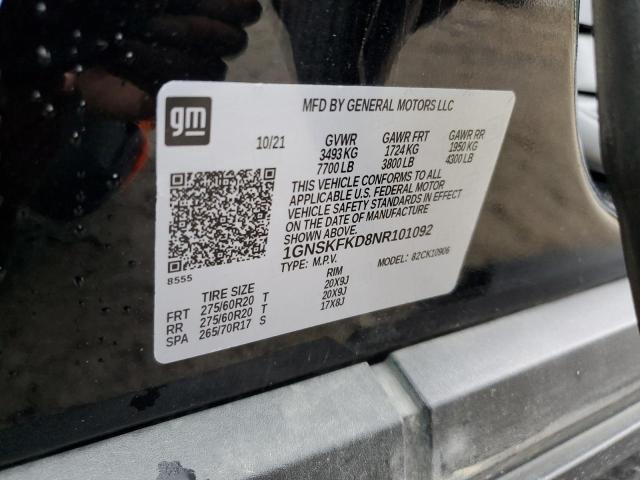 gm
MFD BY GENERAL MOTORS LLC
10/21 GVWR GAWR FRT GAWR RR
3493 KG 1724 KG 1950 KG
7700 LB 3800 LB 4300 LB
THIS VEHICLE CONFORMS TO ALL
APPLICABLE U.S. FEDERAL MOTOR
VEHICLE SAFETY STANDARDS IN EFFECT
ON THE DATE OF MANUFACTURE
SHOWN ABOVE.
1GNSKFKD8NR101092
TYPE: M.P.V. MODEL: 82CK10906
8555
TIRE SIZE RIM
FRT 275/60R20 T 20X9J
RR 275/60R20 T 20X9J
SPA 265/70R17 S 17X8J